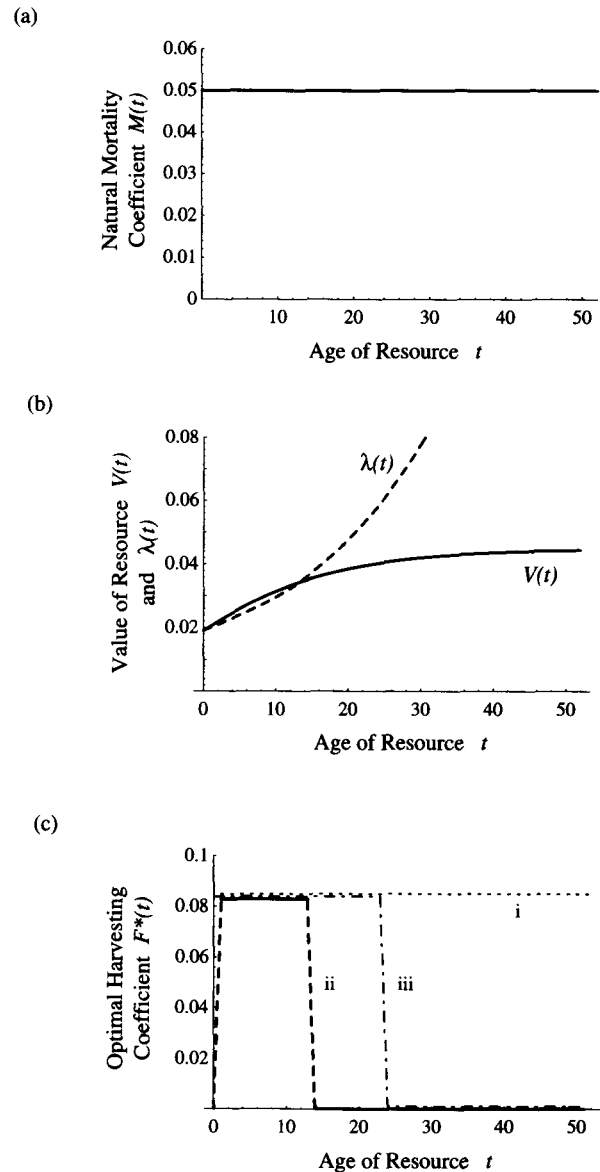 (a)
Natural Mortality
Coefficient M(t)
0.06
0.05
0.04
0.03
0.02
0.01
0
10 20 30 40 50
Age of Resource t
(b)
Value of Resource V(t)
and λ(t)
0.08
0.06
0.04
0.02
λ(t)
V(t)
0 10 20 30 40 50
Age of Resource t
(c)
Optimal Harvesting
Coefficient F*(t)
0.1
0.08
0.06
0.04
0.02
i
ii
iii
0 10 20 30 40 50
Age of Resource t